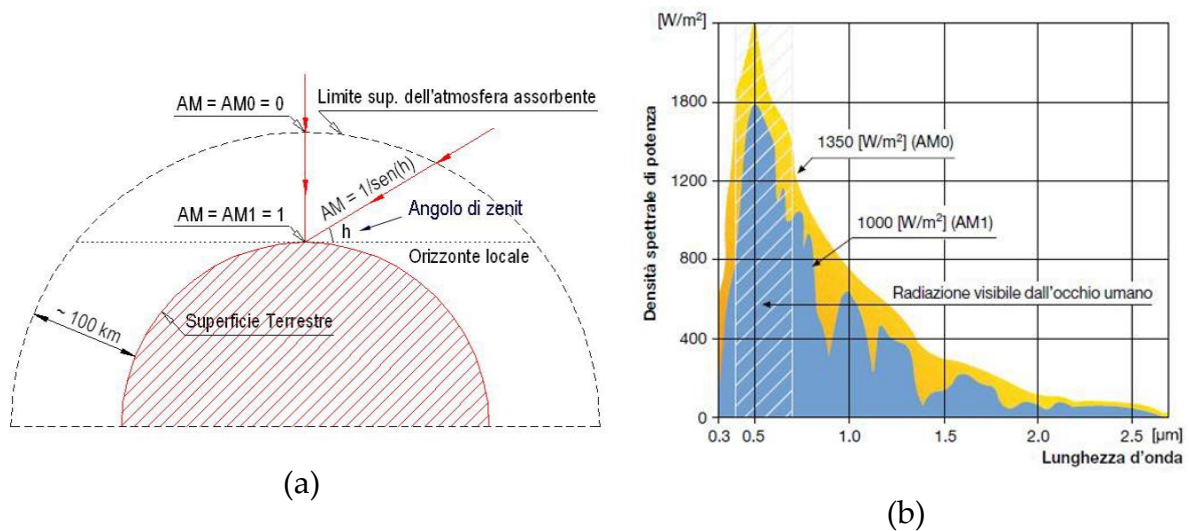 AM = AM0 = 0
Limite sup. dell'atmosfera assorbente
AM = 1/sen(h)
AM = AM1 = 1
Angolo di zenit
h
Orizzonte locale
~ 100 km
Superficie Terrestre
(a)
[W/m²]
1800
1350 [W/m²] (AM0)
1200
1000 [W/m²] (AM1)
800
Radiazione visibile dall'occhio umano
400
0
Densità spettrale di potenza
0.3 0.5 1.0 1.5 2.0 2.5 [µm]
Lunghezza d'onda
(b)